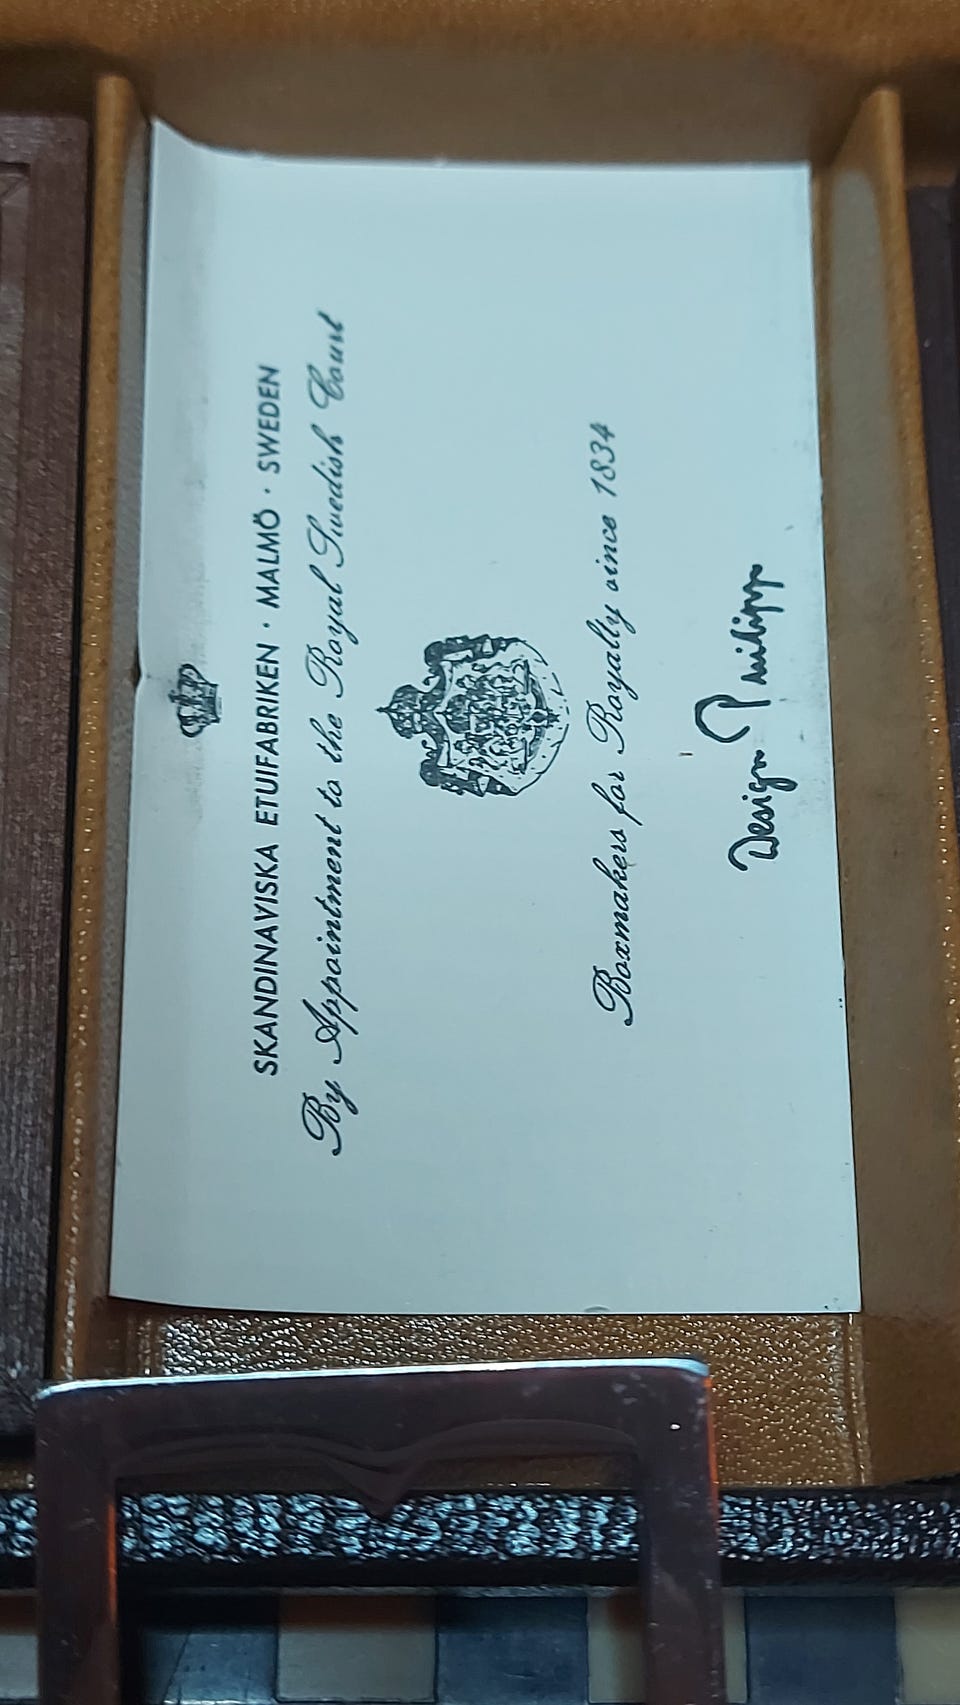 SKANDINAVISKA ETUIFABRIKEN · MALMÖ · SWEDEN
By Appointment to the Royal Swedish Court
Boxmakers for Royalty since 1834
Design Philipp